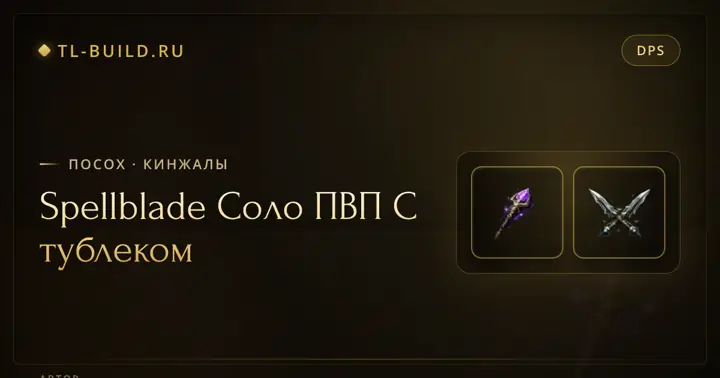 TL-BUILD.RU
DPS
ПОСОХ · КИНЖАЛЫ
Spellblade Соло ПВП С
тублеком